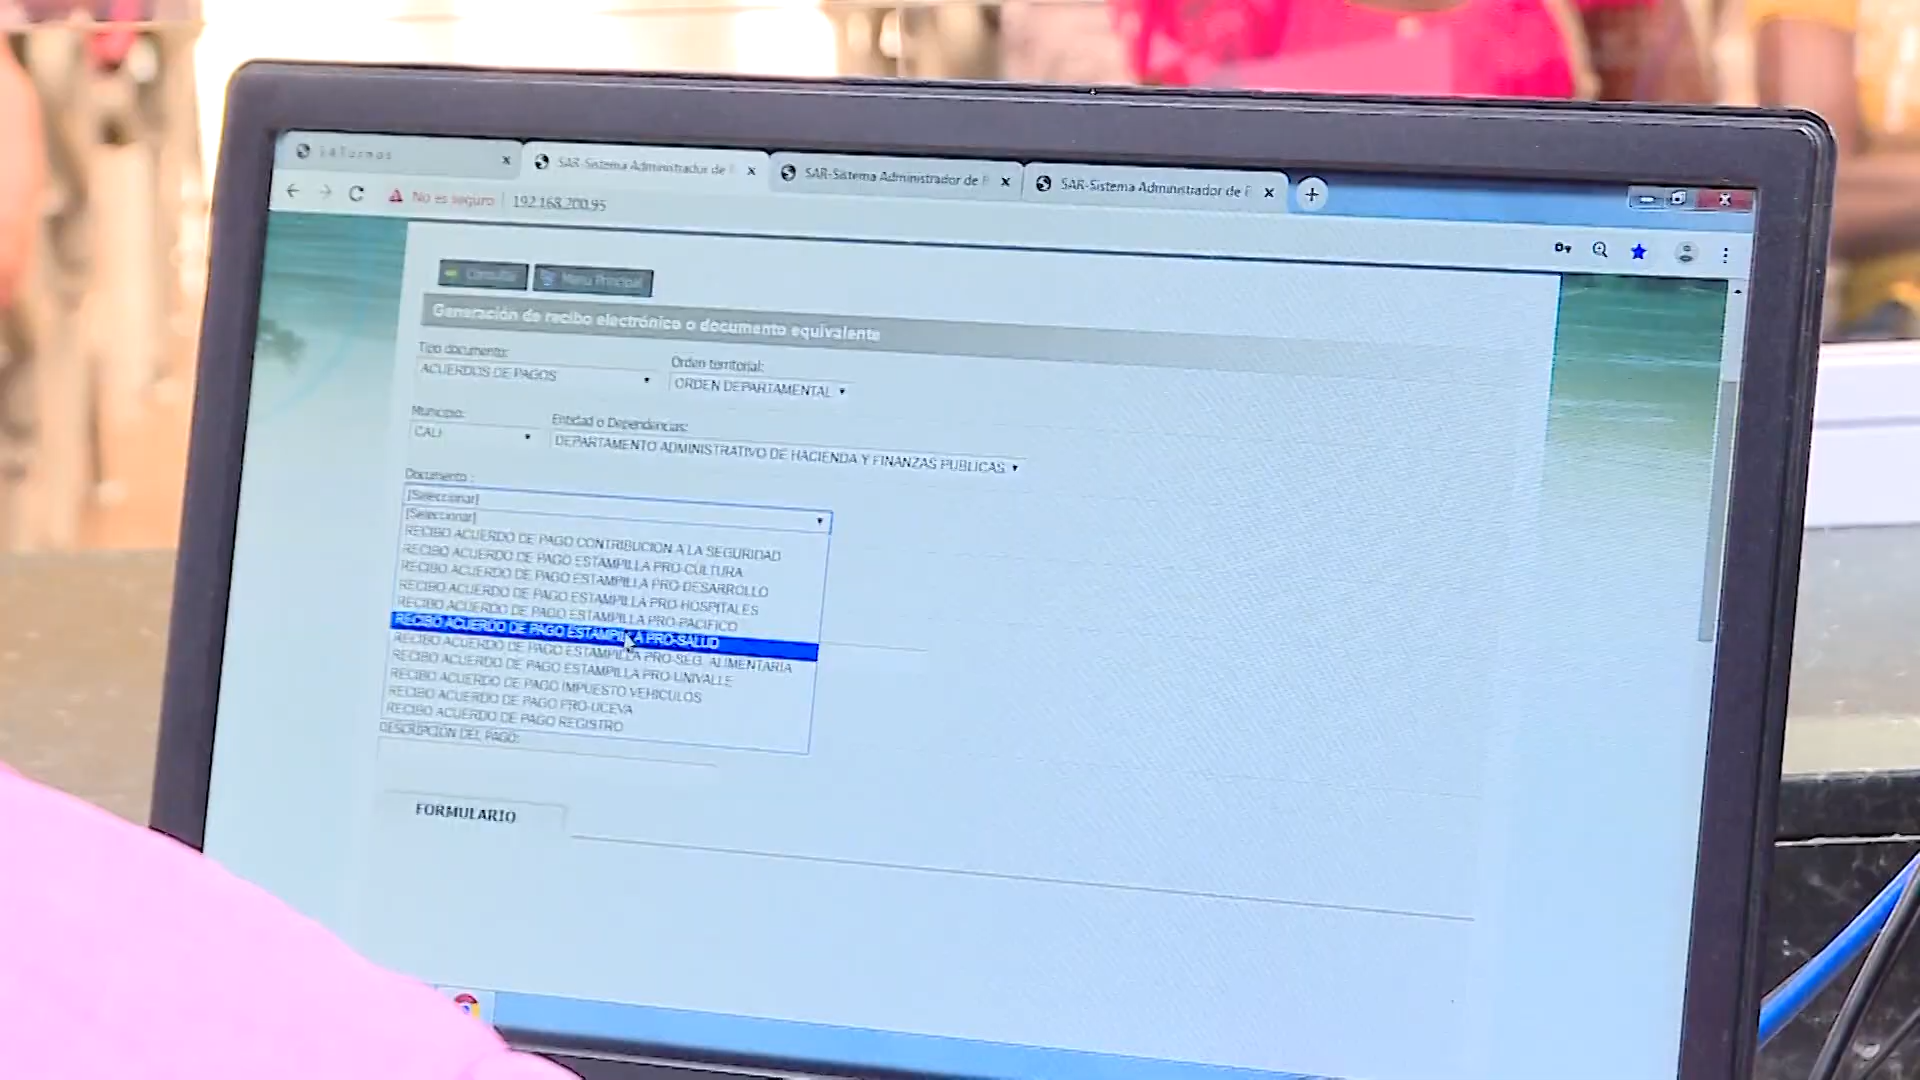 SATurnos
SAR-Sistema Administrador de
SAR-Sistema Administrador de
SAR-Sistema Administrador de
No es seguro 192.168.200.95
Consultar Menú Principal
Generación de recibo electrónico o documento equivalente
Tipo documento: Orden territorial:
ACUERDOS DE PAGOS ORDEN DEPARTAMENTAL
Municipio: Entidad o Dependencias:
CALI DEPARTAMENTO ADMINISTRATIVO DE HACIENDA Y FINANZAS PUBLICAS
Documento :
[Seleccionar]
[Seleccionar]
RECIBO ACUERDO DE PAGO CONTRIBUCION A LA SEGURIDAD
RECIBO ACUERDO DE PAGO ESTAMPILLA PRO-CULTURA
RECIBO ACUERDO DE PAGO ESTAMPILLA PRO-DESARROLLO
RECIBO ACUERDO DE PAGO ESTAMPILLA PRO-HOSPITALES
RECIBO ACUERDO DE PAGO ESTAMPILLA PRO-PACIFICO
RECIBO ACUERDO DE PAGO ESTAMPILLA PRO-SALUD
RECIBO ACUERDO DE PAGO ESTAMPILLA PRO-SEG. ALIMENTARIA
RECIBO ACUERDO DE PAGO ESTAMPILLA PRO-UNIVALLE
RECIBO ACUERDO DE PAGO IMPUESTO VEHICULOS
RECIBO ACUERDO DE PAGO PRO-UCEVA
RECIBO ACUERDO DE PAGO REGISTRO
DESCRIPCION DEL PAGO:
FORMULARIO